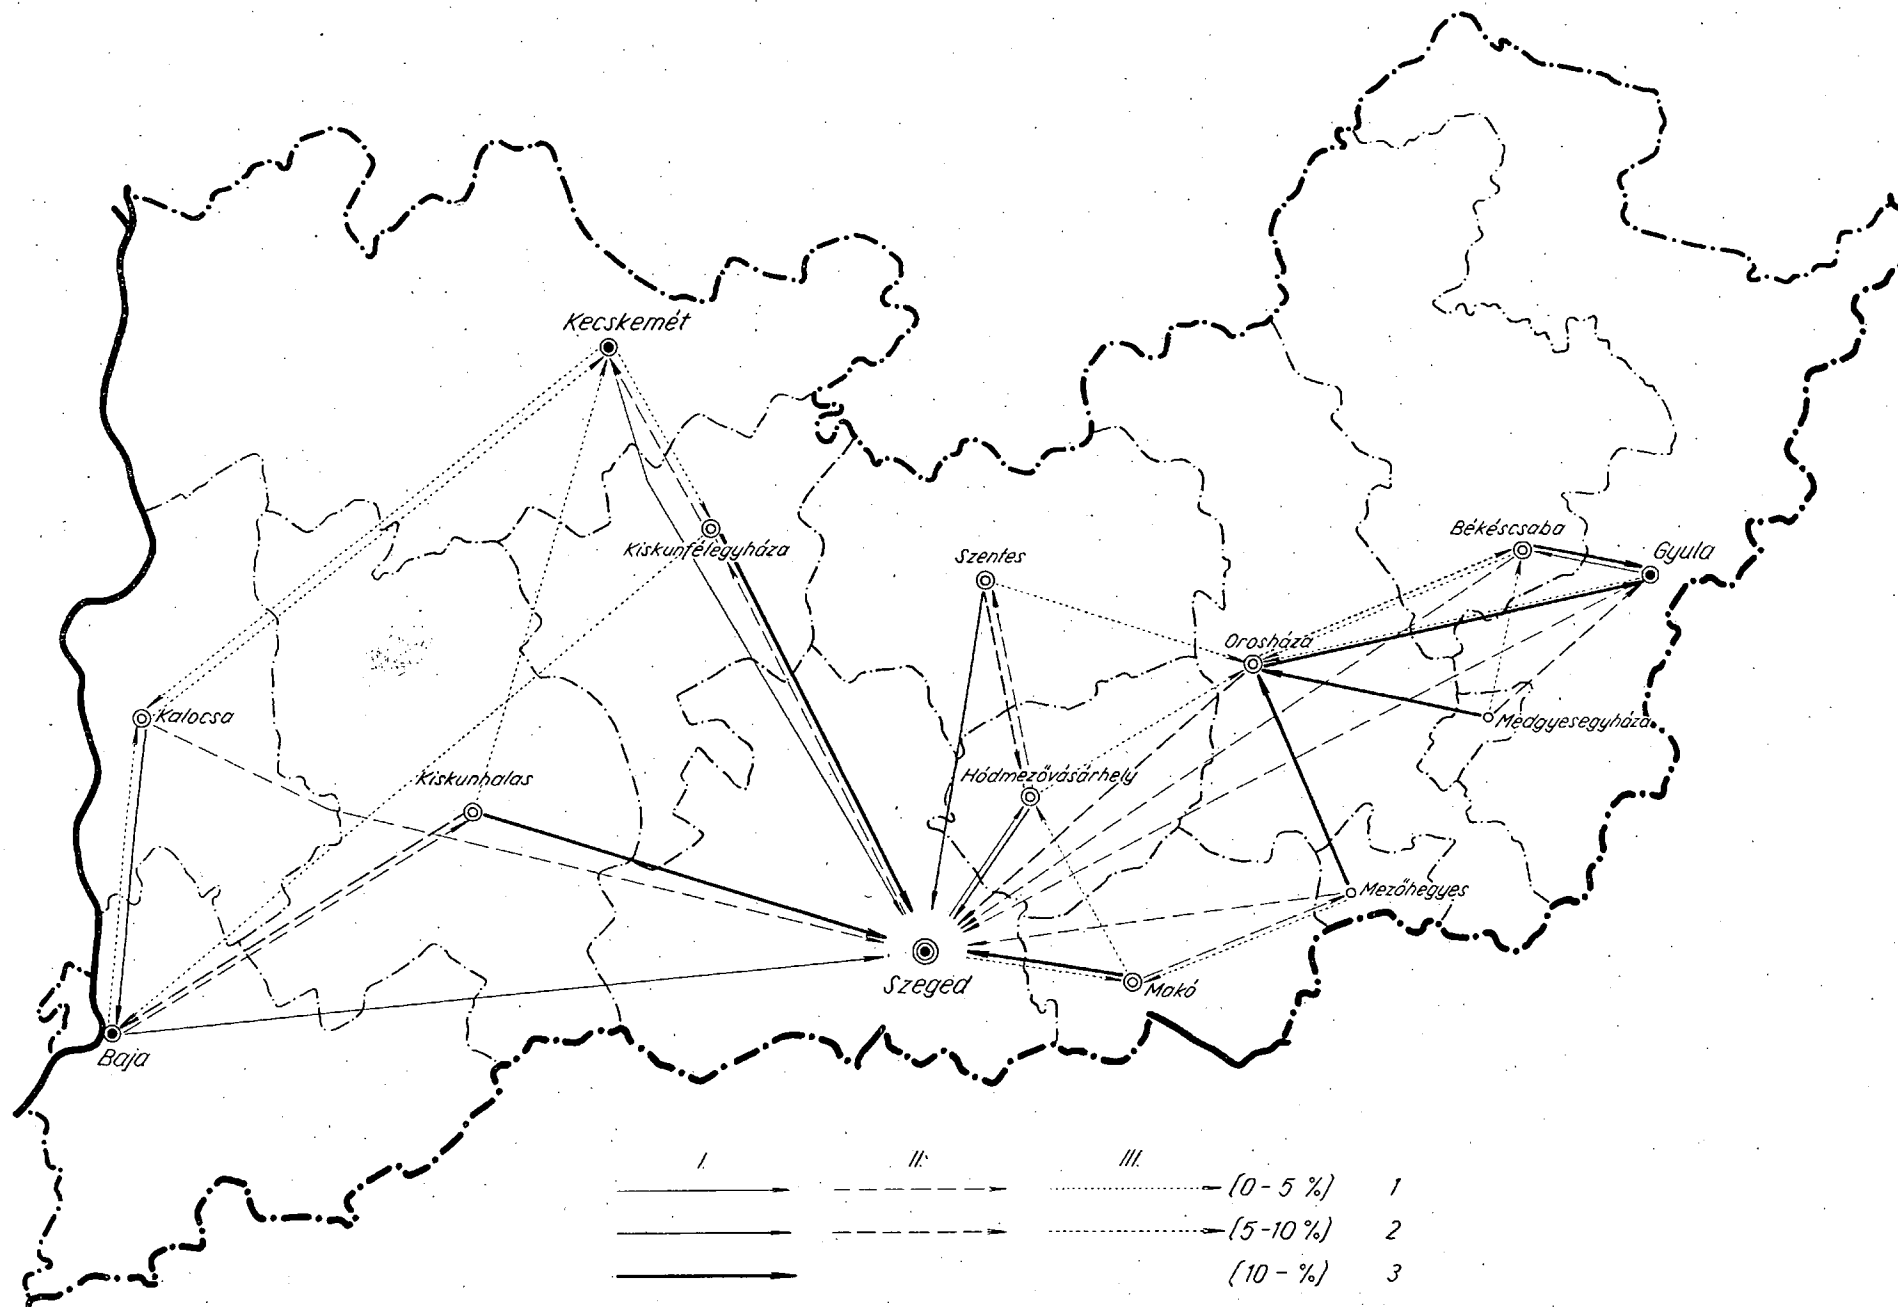 Kecskemét
Kiskunfélegyháza
Szentes
Békéscsaba
Gyula
Orosháza
Kalocsa
Medgyesegyháza
Kiskunhalas
Hódmezővásárhely
Mezőhegyes
Szeged
Makó
Baja
I. II. III.
(0-5 %) 1
(5-10 %) 2
(10 - %) 3